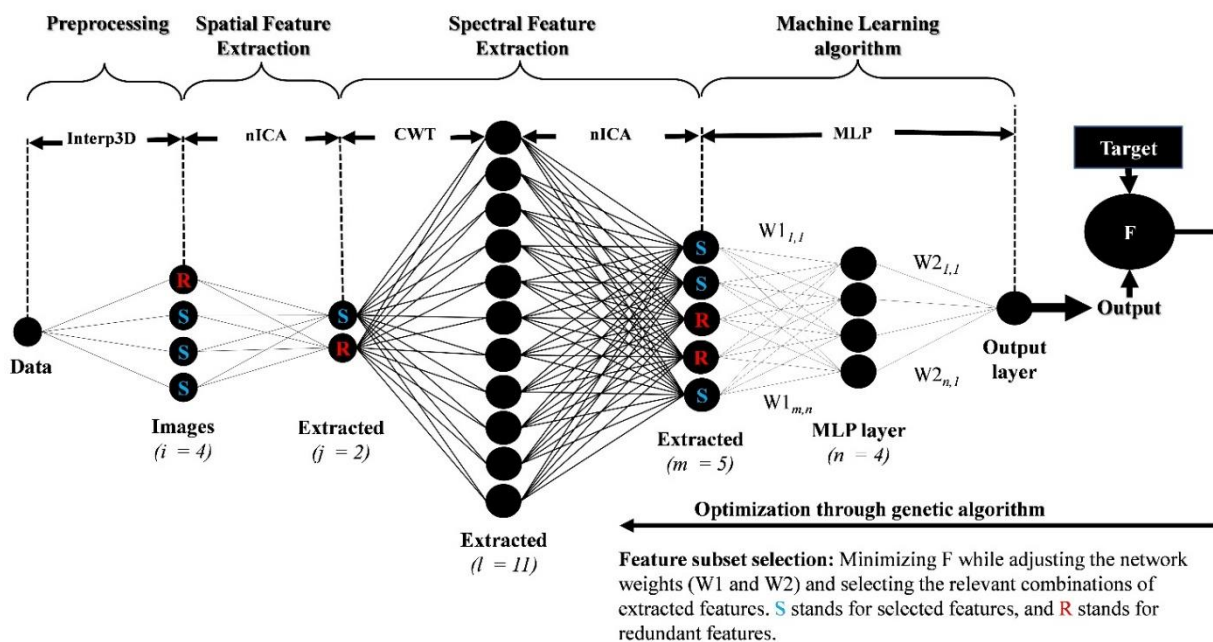 Preprocessing
Spatial Feature
Extraction
Spectral Feature
Extraction
Machine Learning
algorithm
Interp3D
nICA
CWT
nICA
MLP
Target
F
R
S
S
S
S
R
S
S
R
R
S
W1 1,1
W1 m,n
W2 1,1
W2 n,1
Output
Data
Output
layer
Images
(i = 4)
Extracted
(j = 2)
Extracted
(l = 11)
Extracted
(m = 5)
MLP layer
(n = 4)
Optimization through genetic algorithm
Feature subset selection: Minimizing F while adjusting the network
weights (W1 and W2) and selecting the relevant combinations of
extracted features. S stands for selected features, and R stands for
redundant features.